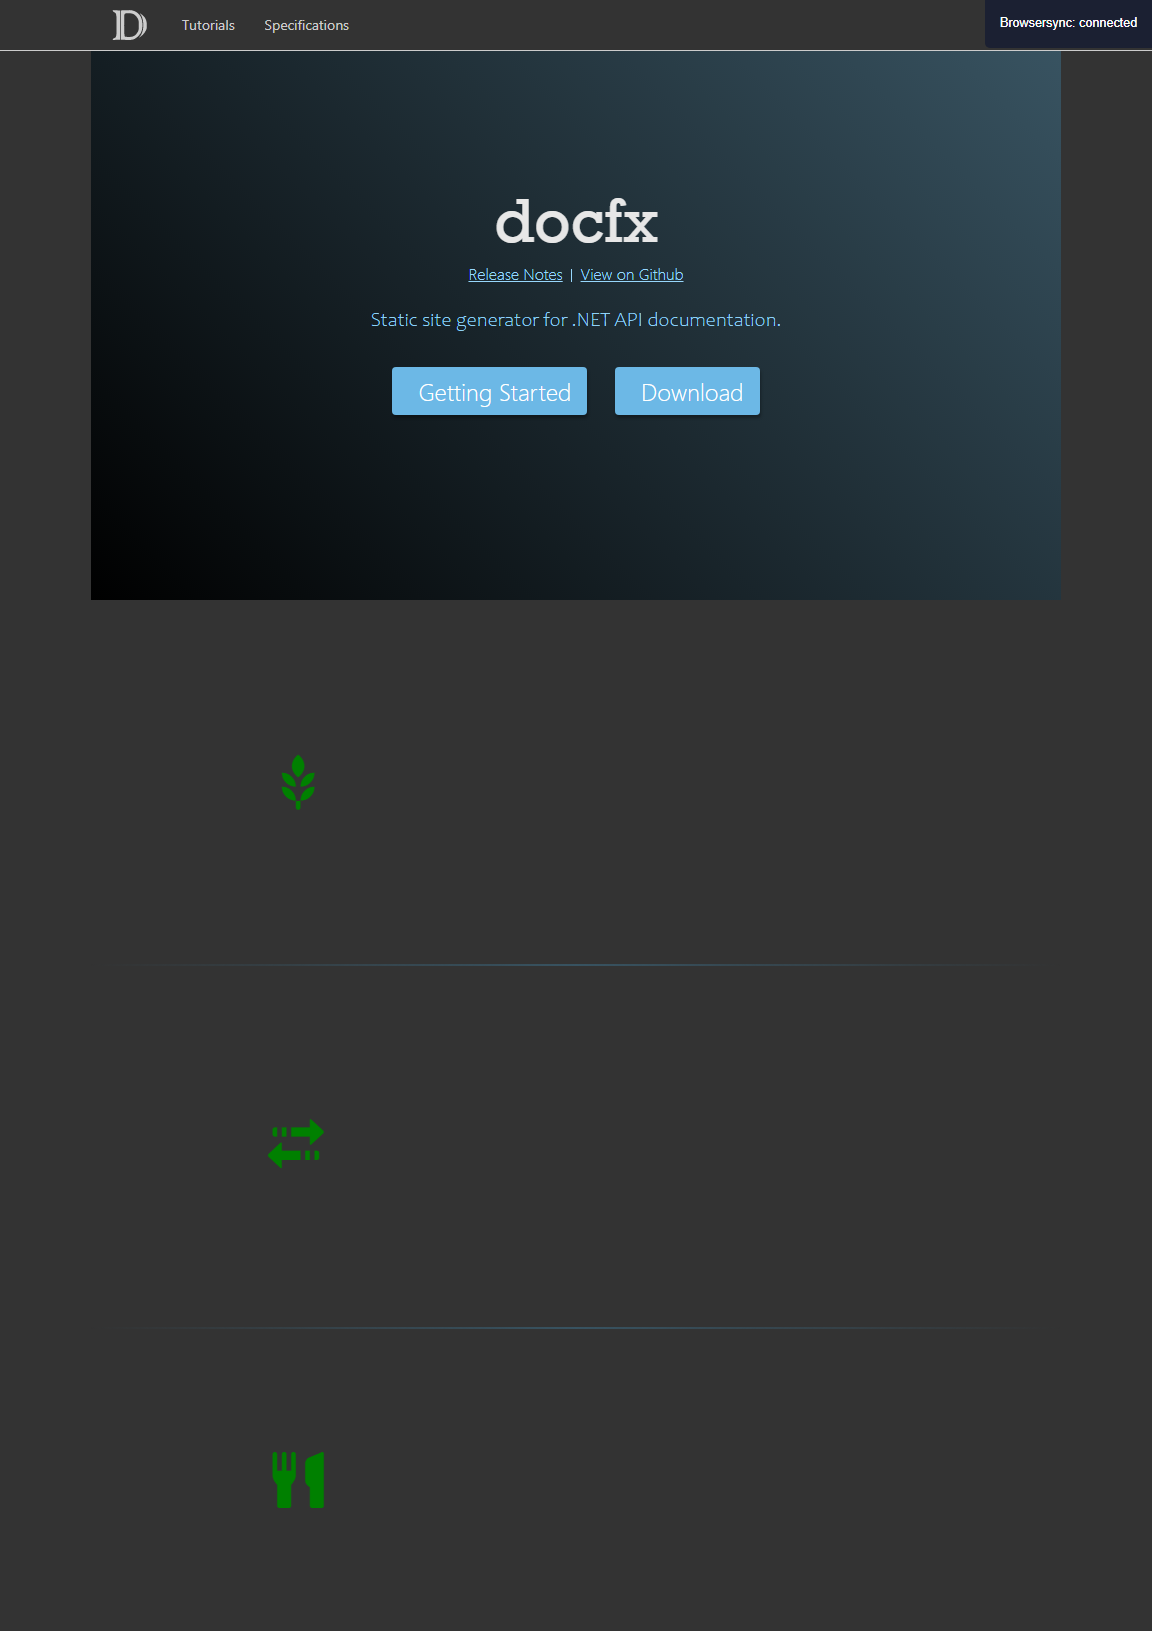 D Tutorials Specifications Browsersync: connected
docfx
Release Notes | View on Github
Static site generator for .NET API documentation.
Getting Started Download